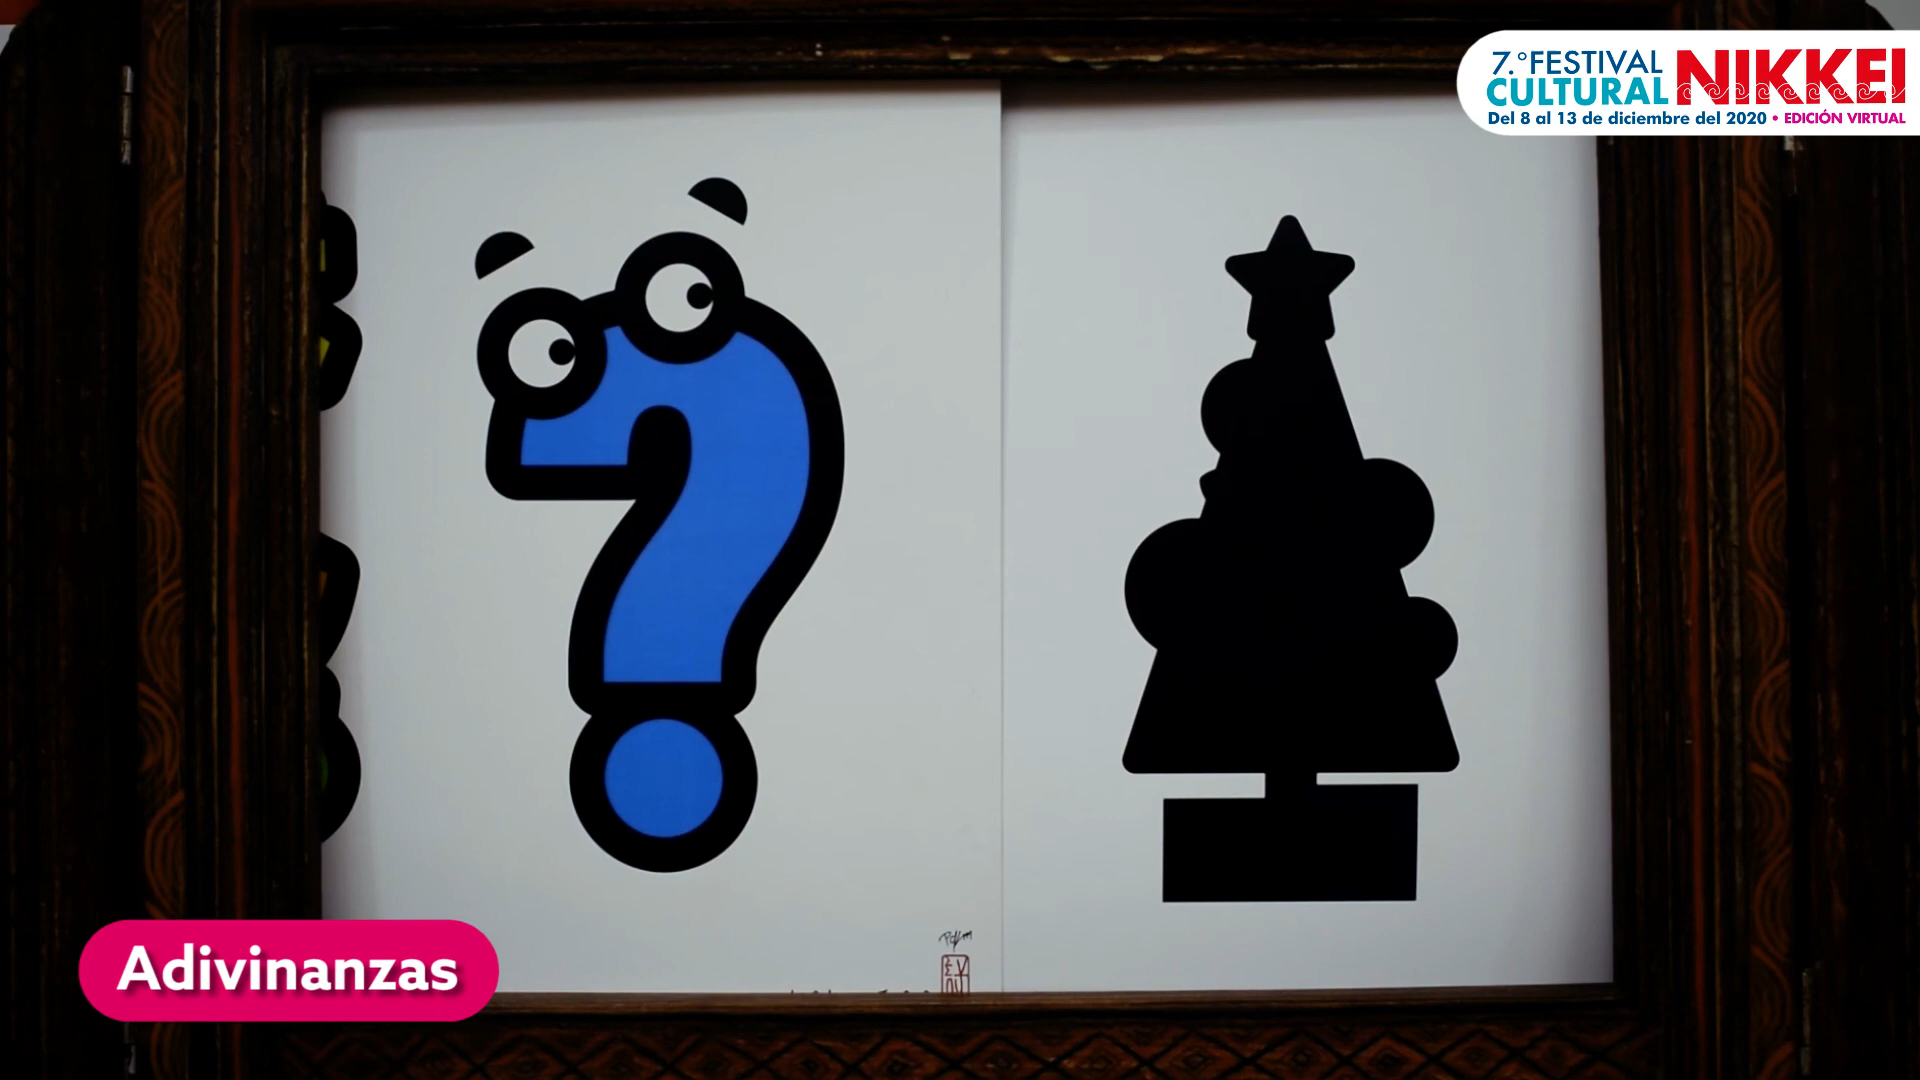 7.° FESTIVAL
CULTURAL NIKKEI
Del 8 al 13 de diciembre del 2020 • EDICIÓN VIRTUAL
Adivinanzas